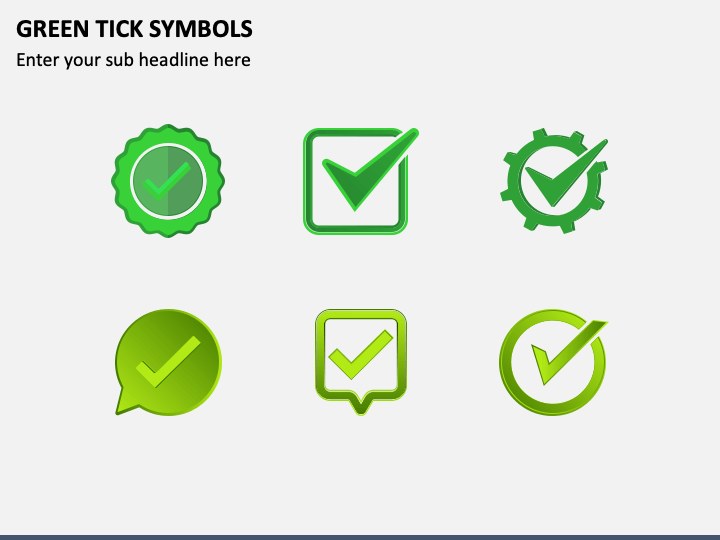 GREEN TICK SYMBOLS
Enter your sub headline here